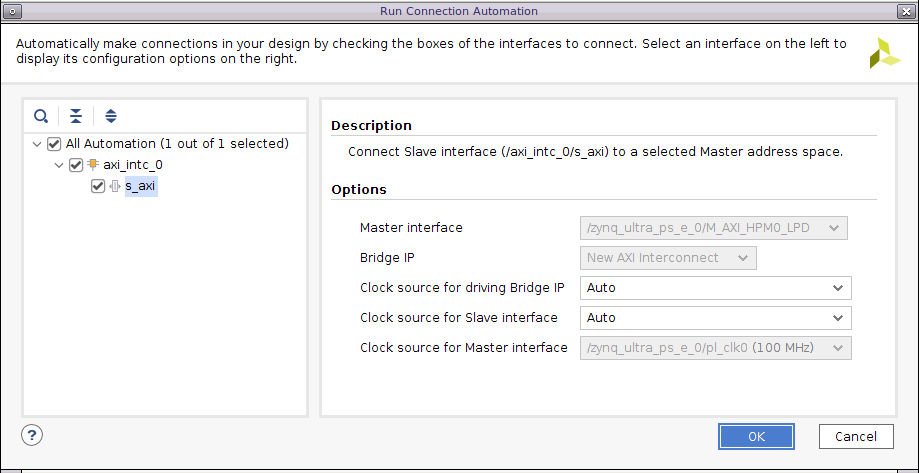 Run Connection Automation
Automatically make connections in your design by checking the boxes of the interfaces to connect. Select an interface on the left to
display its configuration options on the right.
All Automation (1 out of 1 selected)
axi_intc_0
s_axi
Description
Connect Slave interface (/axi_intc_0/s_axi) to a selected Master address space.
Options
Master interface /zynq_ultra_ps_e_0/M_AXI_HPM0_LPD
Bridge IP New AXI Interconnect
Clock source for driving Bridge IP Auto
Clock source for Slave interface Auto
Clock source for Master interface /zynq_ultra_ps_e_0/pl_clk0 (100 MHz)
? OK Cancel